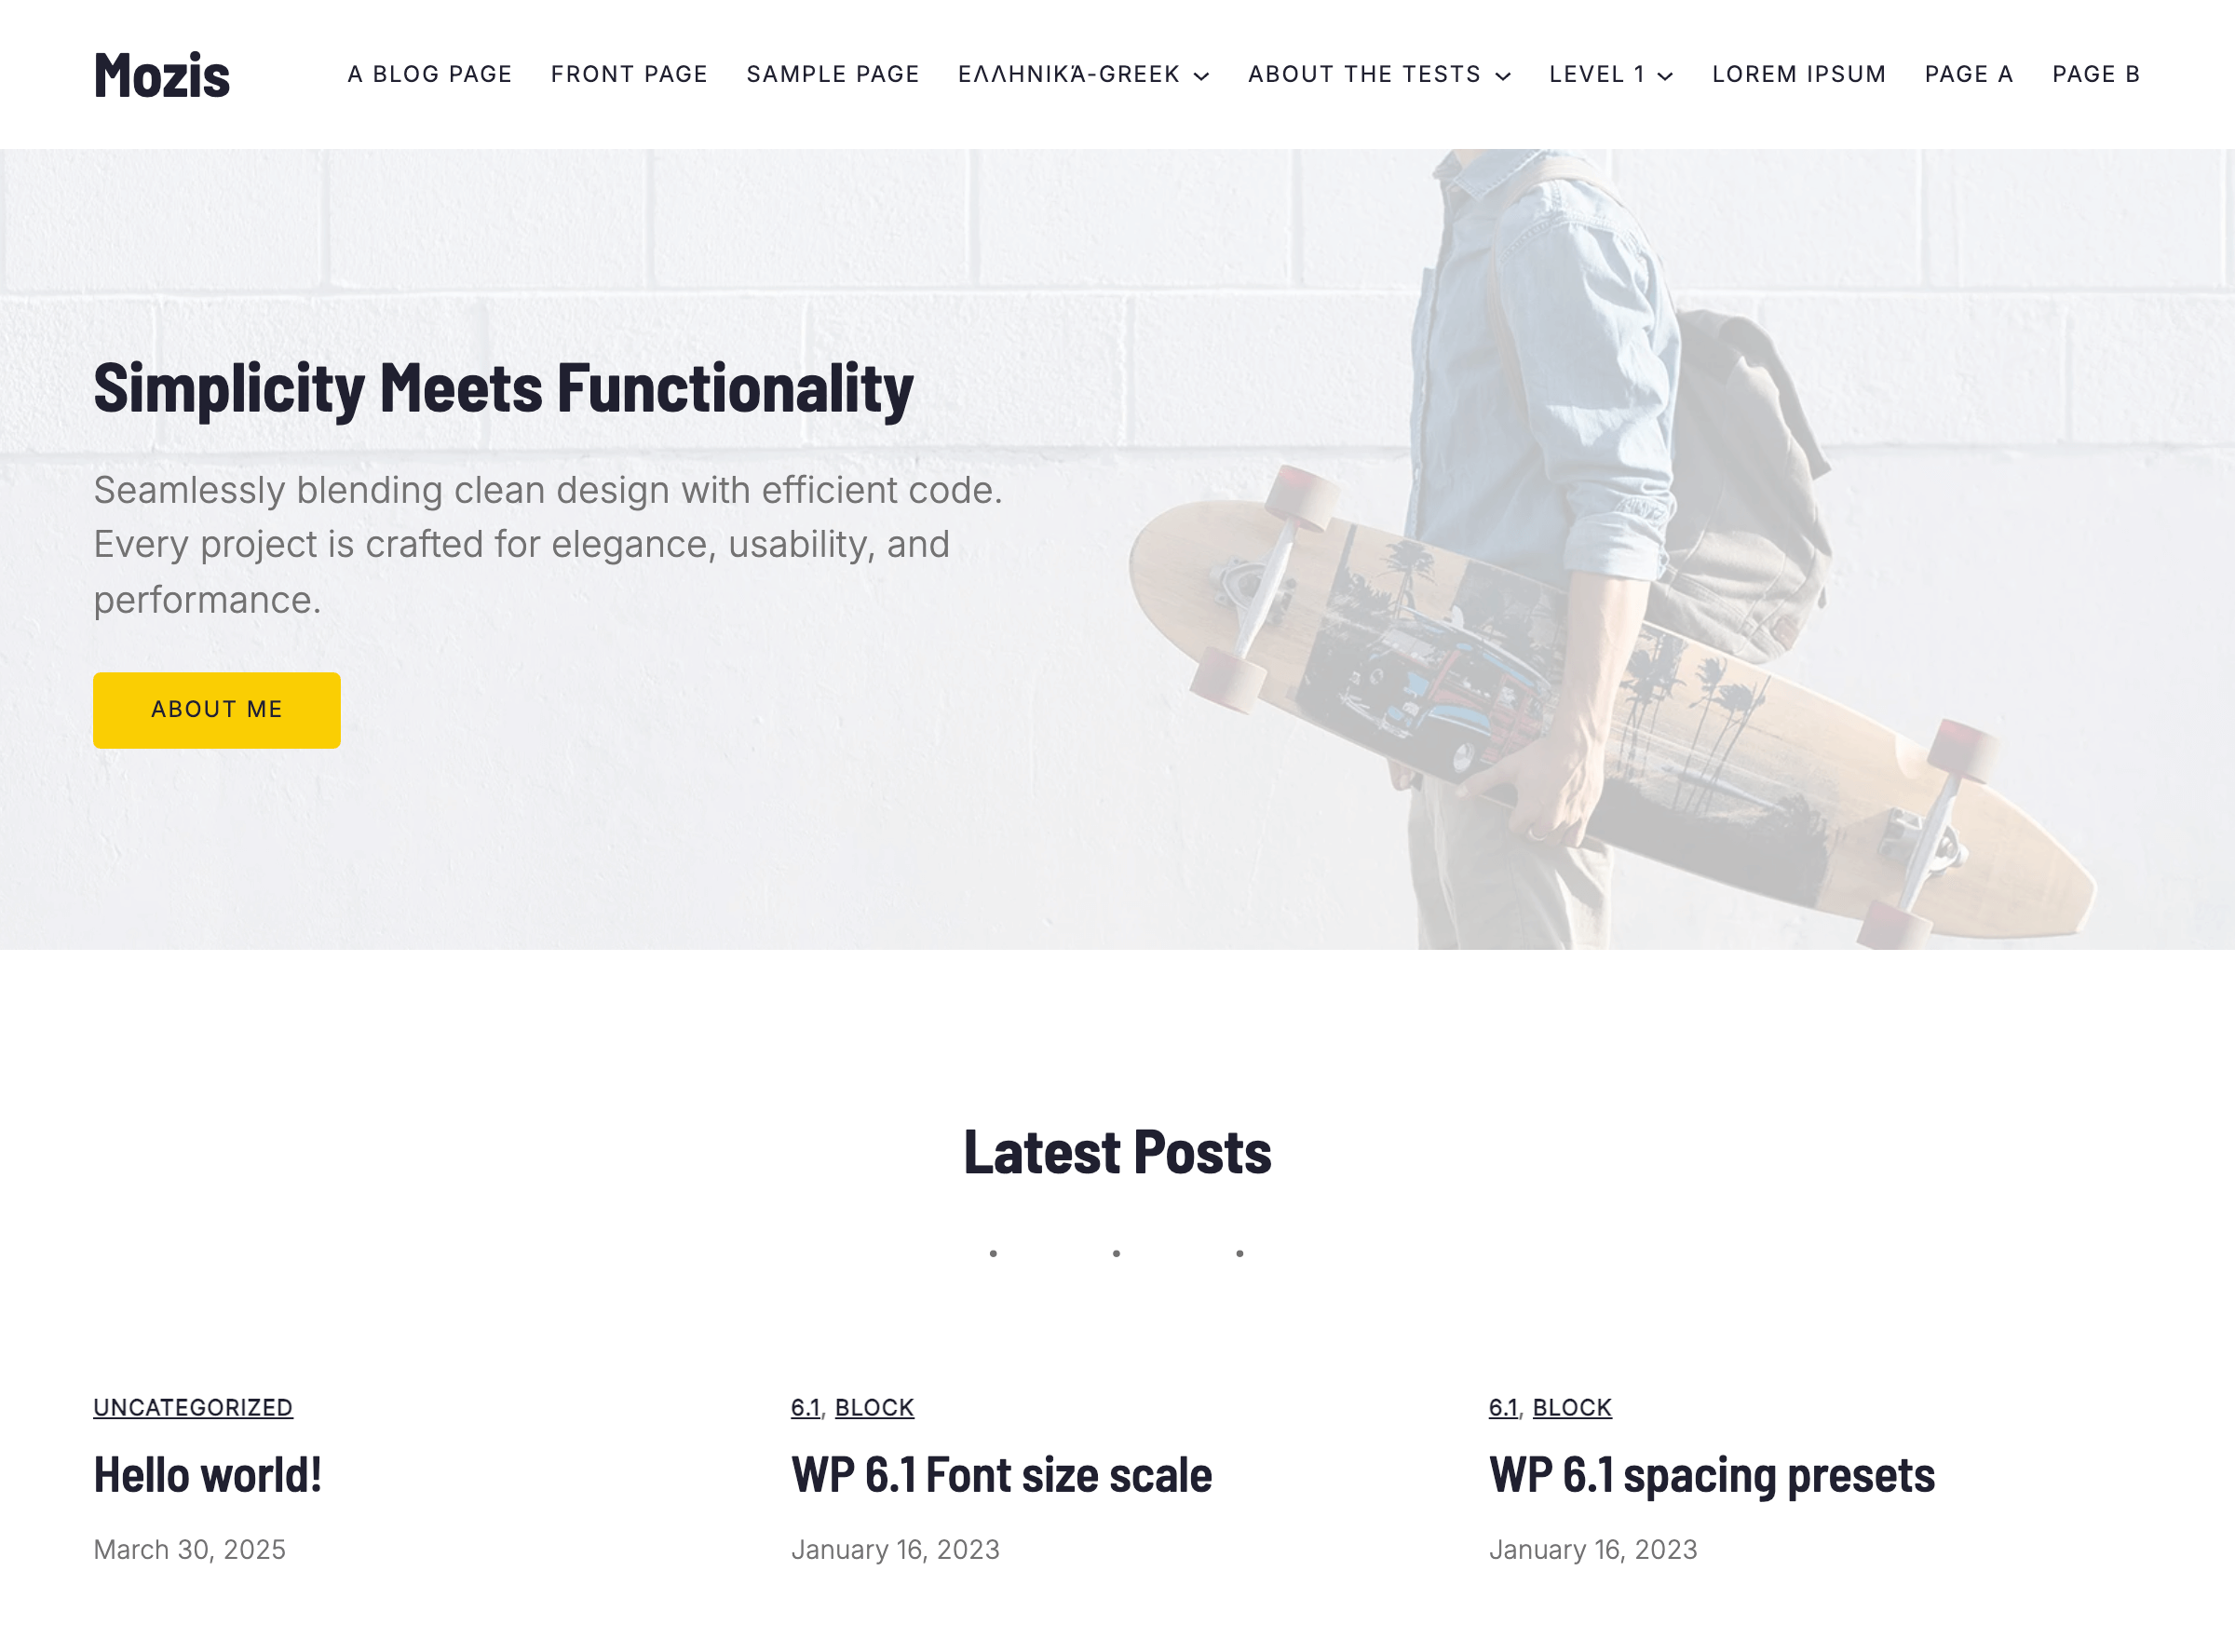 Mozis
A BLOG PAGE FRONT PAGE SAMPLE PAGE ΕΛΛΗΝΙΚΆ-GREEK ABOUT THE TESTS LEVEL 1 LOREM IPSUM PAGE A PAGE B
Simplicity Meets Functionality
Seamlessly blending clean design with efficient code.
Every project is crafted for elegance, usability, and
performance.
ABOUT ME
Latest Posts
UNCATEGORIZED
Hello world!
March 30, 2025
6.1, BLOCK
WP 6.1 Font size scale
January 16, 2023
6.1, BLOCK
WP 6.1 spacing presets
January 16, 2023